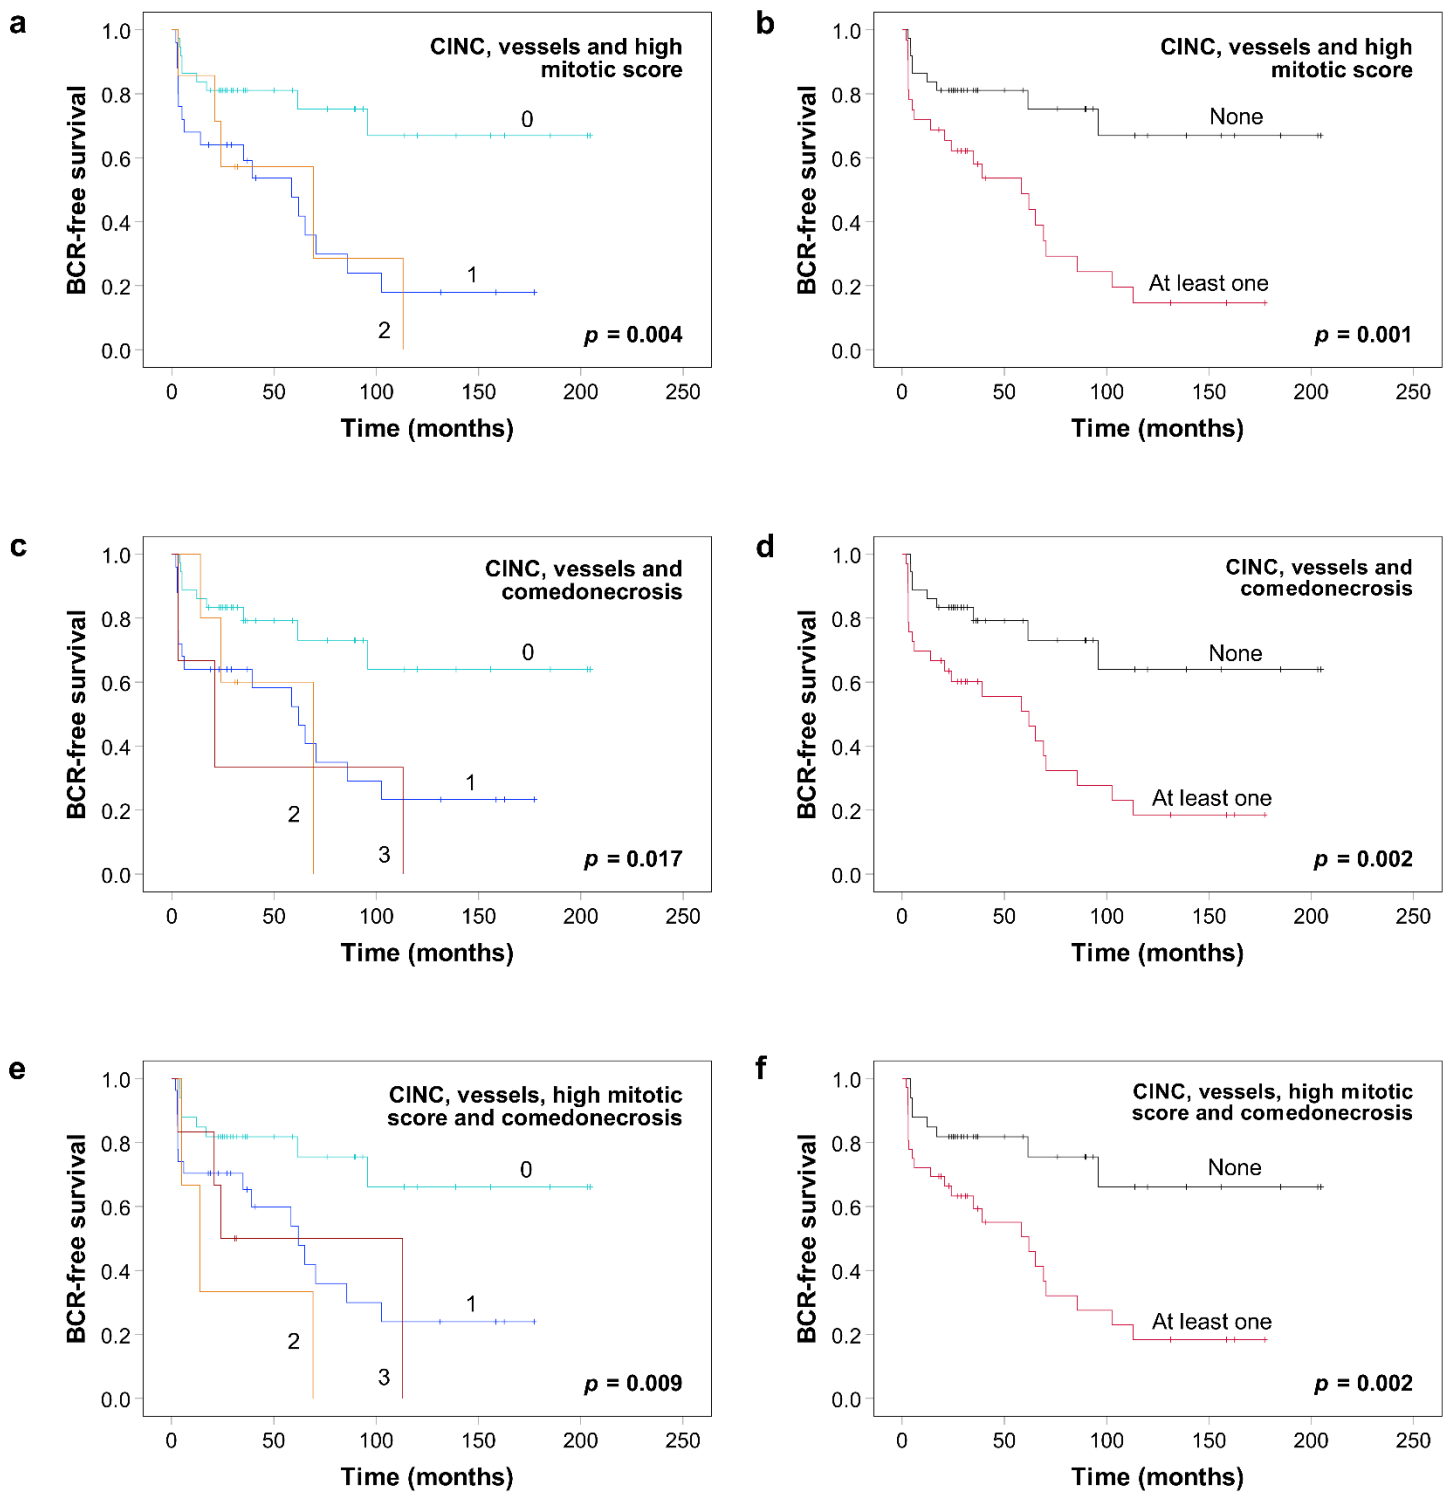 a
CINC, vessels and high
mitotic score
BCR-free survival
1.0
0.8
0.6
0.4
0.2
0.0
0
1
2
p = 0.004
0 50 100 150 200 250
Time (months)
b
CINC, vessels and high
mitotic score
BCR-free survival
1.0
0.8
0.6
0.4
0.2
0.0
None
At least one
p = 0.001
0 50 100 150 200 250
Time (months)
c
CINC, vessels and
comedonecrosis
BCR-free survival
1.0
0.8
0.6
0.4
0.2
0.0
0
1
2
3
p = 0.017
0 50 100 150 200 250
Time (months)
d
CINC, vessels and
comedonecrosis
BCR-free survival
1.0
0.8
0.6
0.4
0.2
0.0
None
At least one
p = 0.002
0 50 100 150 200 250
Time (months)
e
CINC, vessels, high mitotic
score and comedonecrosis
BCR-free survival
1.0
0.8
0.6
0.4
0.2
0.0
0
1
2
3
p = 0.009
0 50 100 150 200 250
Time (months)
f
CINC, vessels, high mitotic
score and comedonecrosis
BCR-free survival
1.0
0.8
0.6
0.4
0.2
0.0
None
At least one
p = 0.002
0 50 100 150 200 250
Time (months)